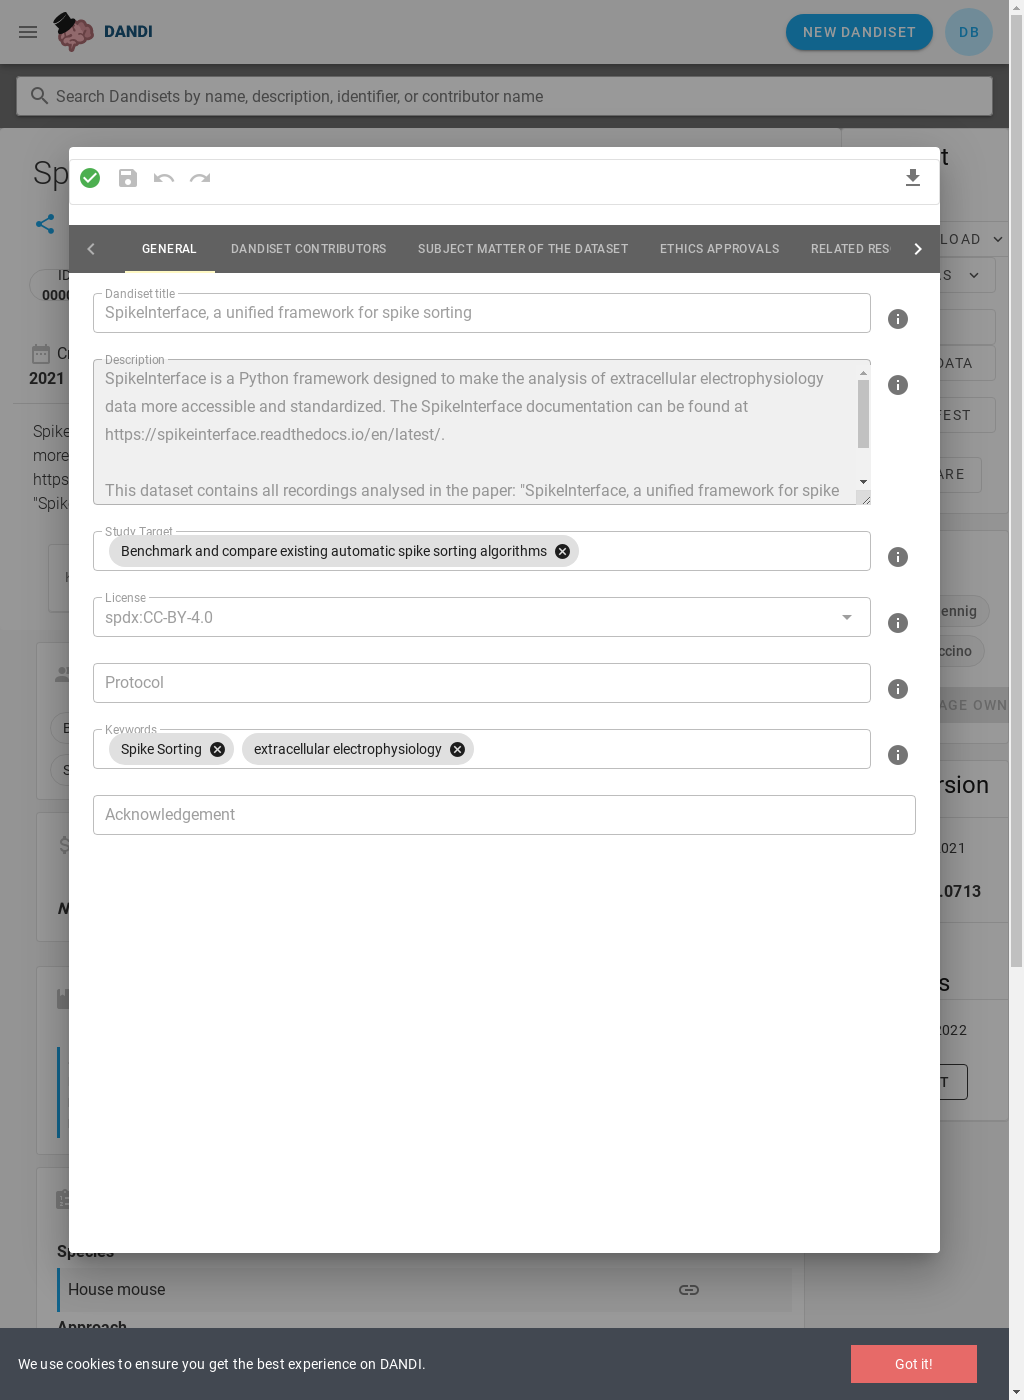 DANDI
NEW DANDISET
DB
Search Dandisets by name, description, identifier, or contributor name
Sp
t
ID
0000
LOAD
S
Cr
2021
DATA
FEST
ARE
Spike
more
https
"Spik
GENERAL
DANDISET CONTRIBUTORS
SUBJECT MATTER OF THE DATASET
ETHICS APPROVALS
RELATED RES
Dandiset title
SpikeInterface, a unified framework for spike sorting
Description
SpikeInterface is a Python framework designed to make the analysis of extracellular electrophysiology
data more accessible and standardized. The SpikeInterface documentation can be found at
https://spikeinterface.readthedocs.io/en/latest/.
This dataset contains all recordings analysed in the paper: "SpikeInterface, a unified framework for spike
Study Target
Benchmark and compare existing automatic spike sorting algorithms
License
spdx:CC-BY-4.0
Protocol
Keywords
Spike Sorting
extracellular electrophysiology
Acknowledgement
ennig
ccino
AGE OWN
rsion
2021
.0713
s
2022
T
Species
House mouse
Approach
We use cookies to ensure you get the best experience on DANDI.
Got it!